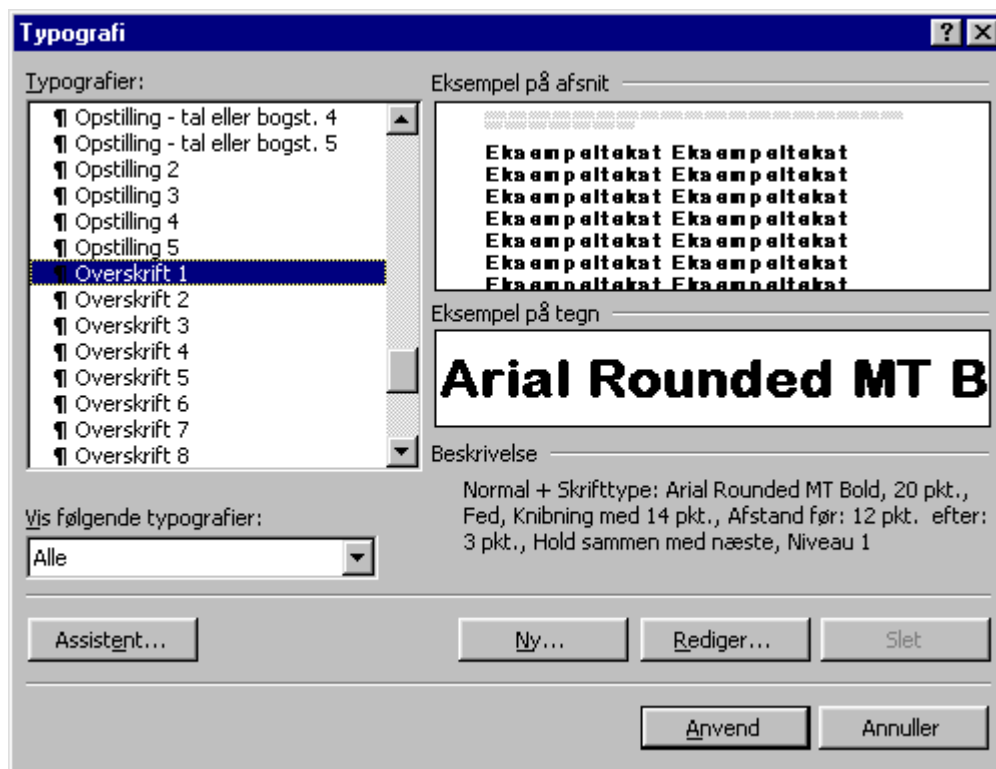 Typografi
Typografier:
¶ Opstilling - tal eller bogst. 4
¶ Opstilling - tal eller bogst. 5
¶ Opstilling 2
¶ Opstilling 3
¶ Opstilling 4
¶ Opstilling 5
¶ Overskrift 1
¶ Overskrift 2
¶ Overskrift 3
¶ Overskrift 4
¶ Overskrift 5
¶ Overskrift 6
¶ Overskrift 7
¶ Overskrift 8
Vis følgende typografier:
Alle
Eksempel på afsnit
Eksempeltekst Eksempeltekst
Eksempeltekst Eksempeltekst
Eksempeltekst Eksempeltekst
Eksempeltekst Eksempeltekst
Eksempeltekst Eksempeltekst
Eksempeltekst Eksempeltekst
Eksempeltekst Eksempeltekst
Eksempel på tegn
Arial Rounded MT B
Beskrivelse
Normal + Skrifttype: Arial Rounded MT Bold, 20 pkt.,
Fed, Knibning med 14 pkt., Afstand før: 12 pkt. efter:
3 pkt., Hold sammen med næste, Niveau 1
Assistent...
Ny...
Rediger...
Slet
Anvend
Annuller